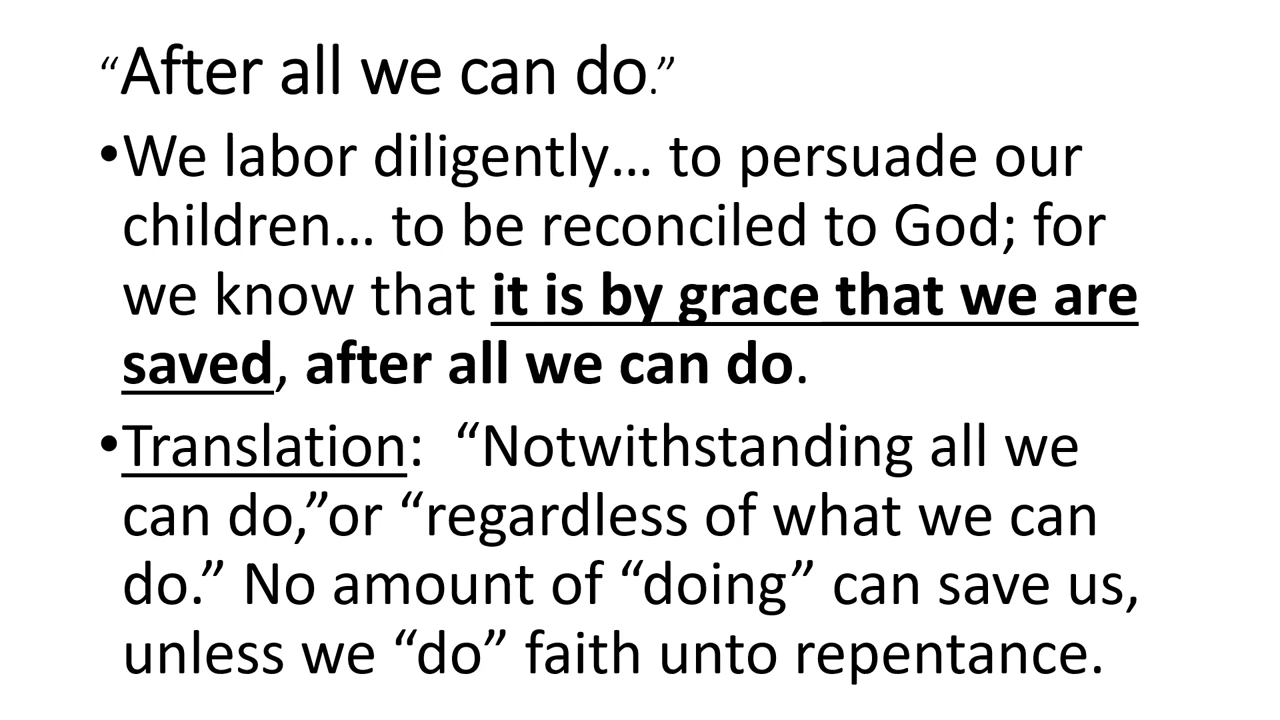 “After all we can do.”
•We labor diligently… to persuade our
children… to be reconciled to God; for
we know that it is by grace that we are
saved, after all we can do.
•Translation:  “Notwithstanding all we
can do,”or “regardless of what we can
do.” No amount of “doing” can save us,
unless we “do” faith unto repentance.